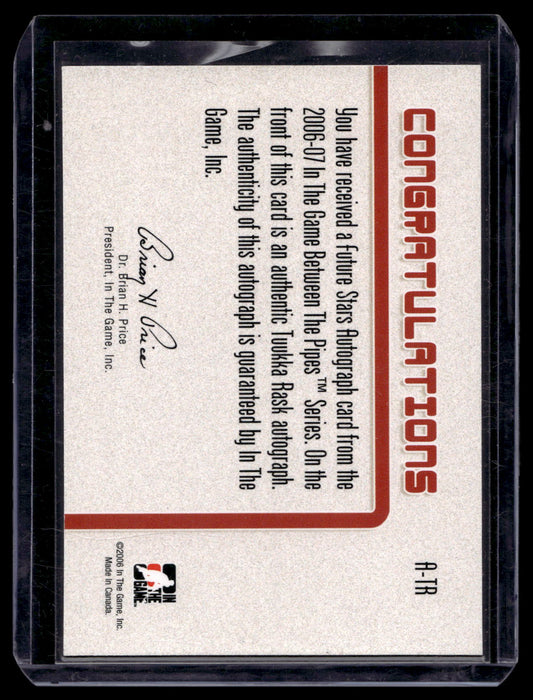 CONGRATULATIONS
You have received a Future Stars Autograph card from the
2006-07 In The Game Between The Pipes™ Series. On the
front of this card is an authentic Tuukka Rask autograph.
The authenticity of this autograph is guaranteed by In The
Game, Inc.
Brian H Price
Dr. Brian H. Price
President, In The Game, Inc.
A-TR
IN
THE
GAME
©2006 In The Game, Inc.
Made in Canada.